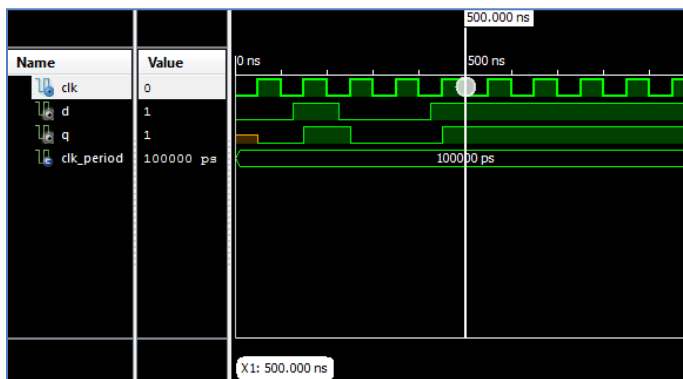 500.000 ns
Name Value 0 ns 500 ns
clk 0
d 1
q 1
clk_period 100000 ps 100000 ps
X1: 500.000 ns